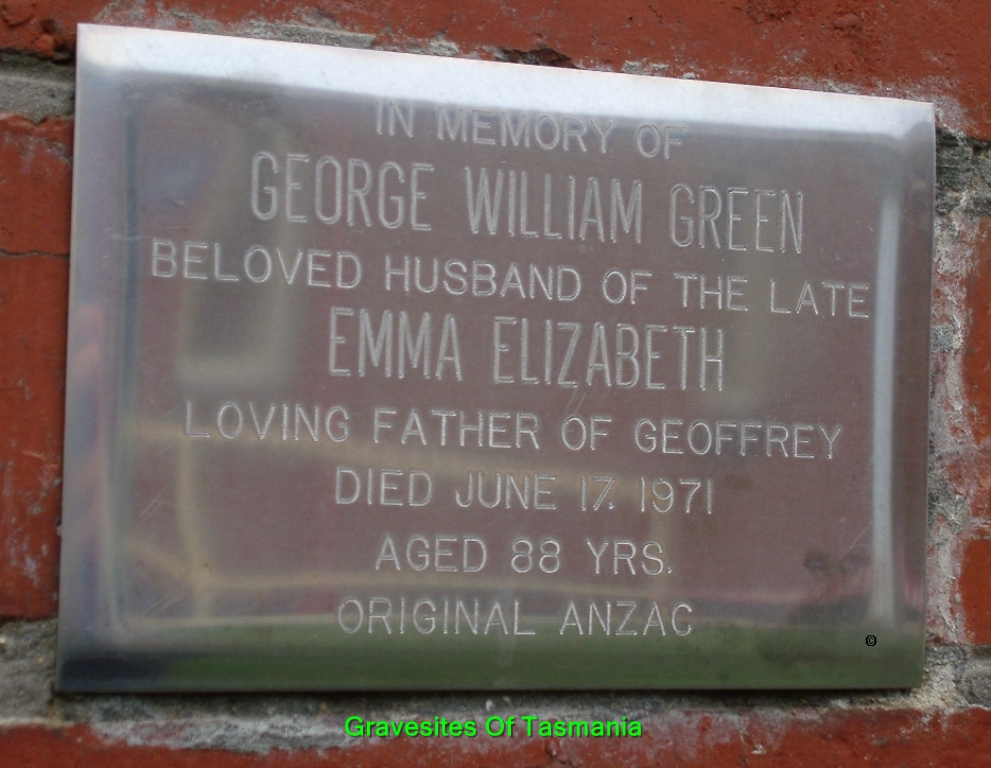 IN MEMORY OF
GEORGE WILLIAM GREEN
BELOVED HUSBAND OF THE LATE
EMMA ELIZABETH
LOVING FATHER OF GEOFFREY
DIED JUNE 17. 1971
AGED 88 YRS.
ORIGINAL ANZAC
©
Gravesites Of Tasmania